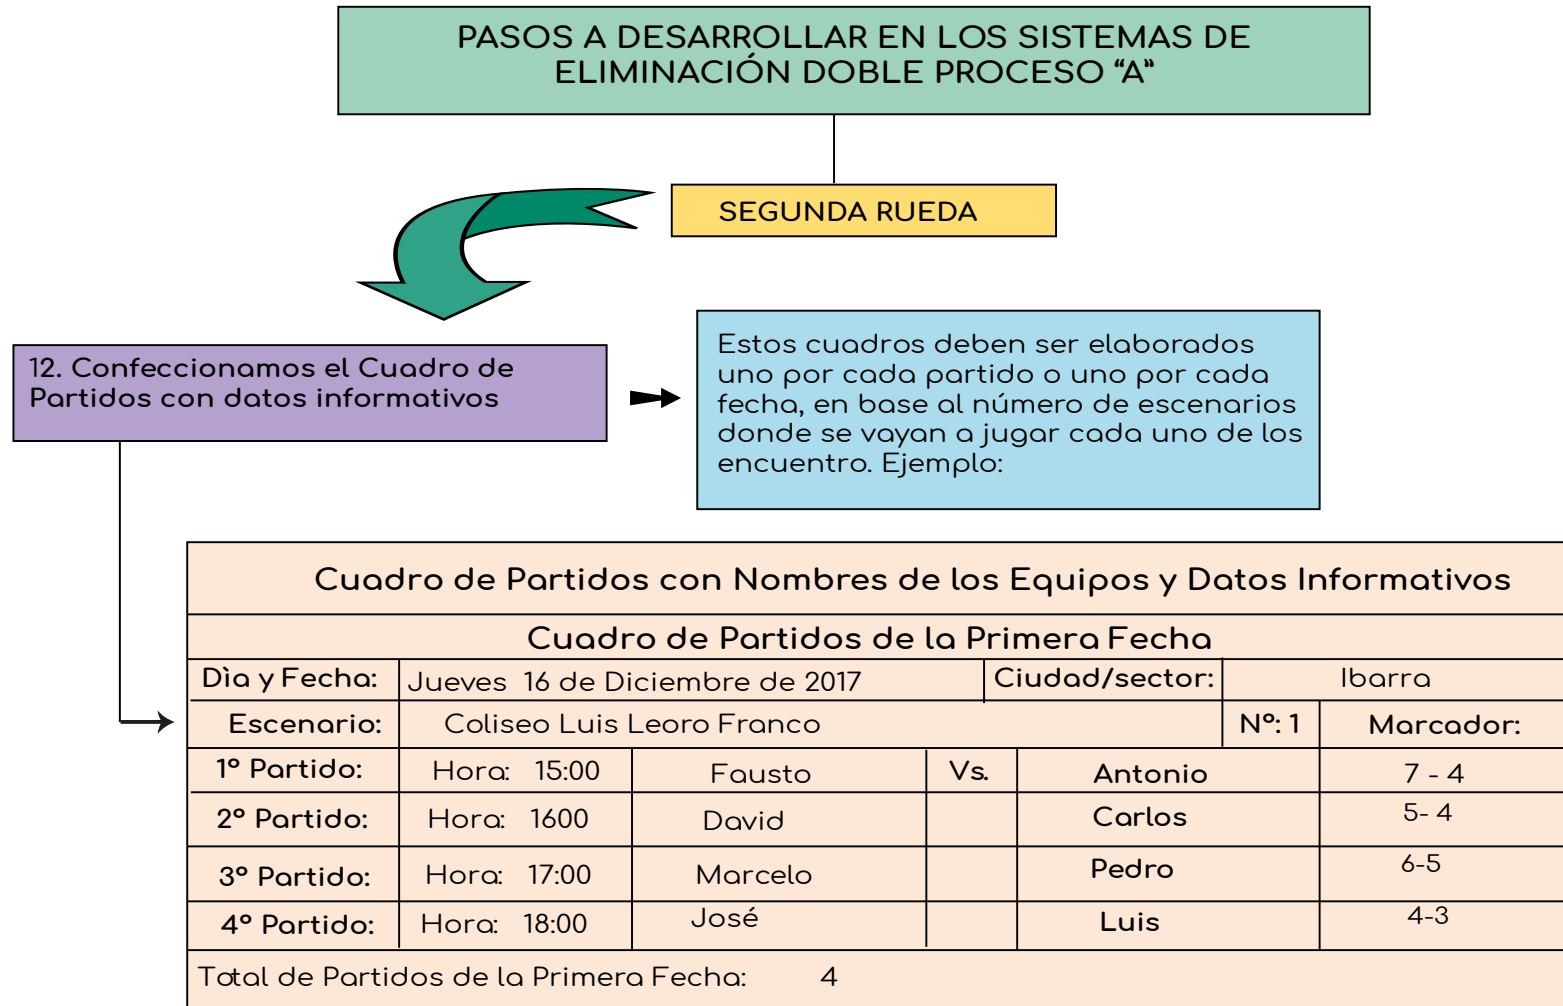 PASOS A DESARROLLAR EN LOS SISTEMAS DE
ELIMINACIÓN DOBLE PROCESO “A”
SEGUNDA RUEDA
12. Confeccionamos el Cuadro de
Partidos con datos informativos
Estos cuadros deben ser elaborados
uno por cada partido o uno por cada
fecha, en base al número de escenarios
donde se vayan a jugar cada uno de los
encuentro. Ejemplo:
Cuadro de Partidos con Nombres de los Equipos y Datos Informativos
Cuadro de Partidos de la Primera Fecha
Dìa y Fecha: Jueves 16 de Diciembre de 2017 Ciudad/sector: Ibarra
Escenario: Coliseo Luis Leoro Franco Nº: 1 Marcador:
1º Partido: Hora: 15:00 Fausto Vs. Antonio 7 - 4
2º Partido: Hora: 1600 David Carlos 5- 4
3º Partido: Hora: 17:00 Marcelo Pedro 6-5
4º Partido: Hora: 18:00 José Luis 4-3
Total de Partidos de la Primera Fecha: 4